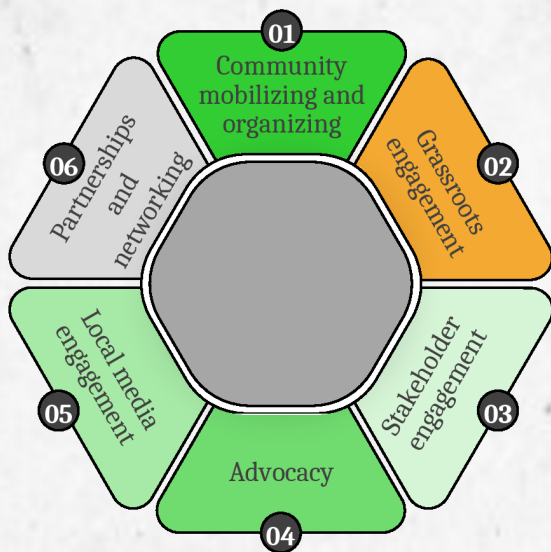 01
Community
mobilizing and
organizing
02
Grassroots
engagement
03
Stakeholder
engagement
04
Advocacy
05
Local media
engagement
06
Partnerships
and
networking